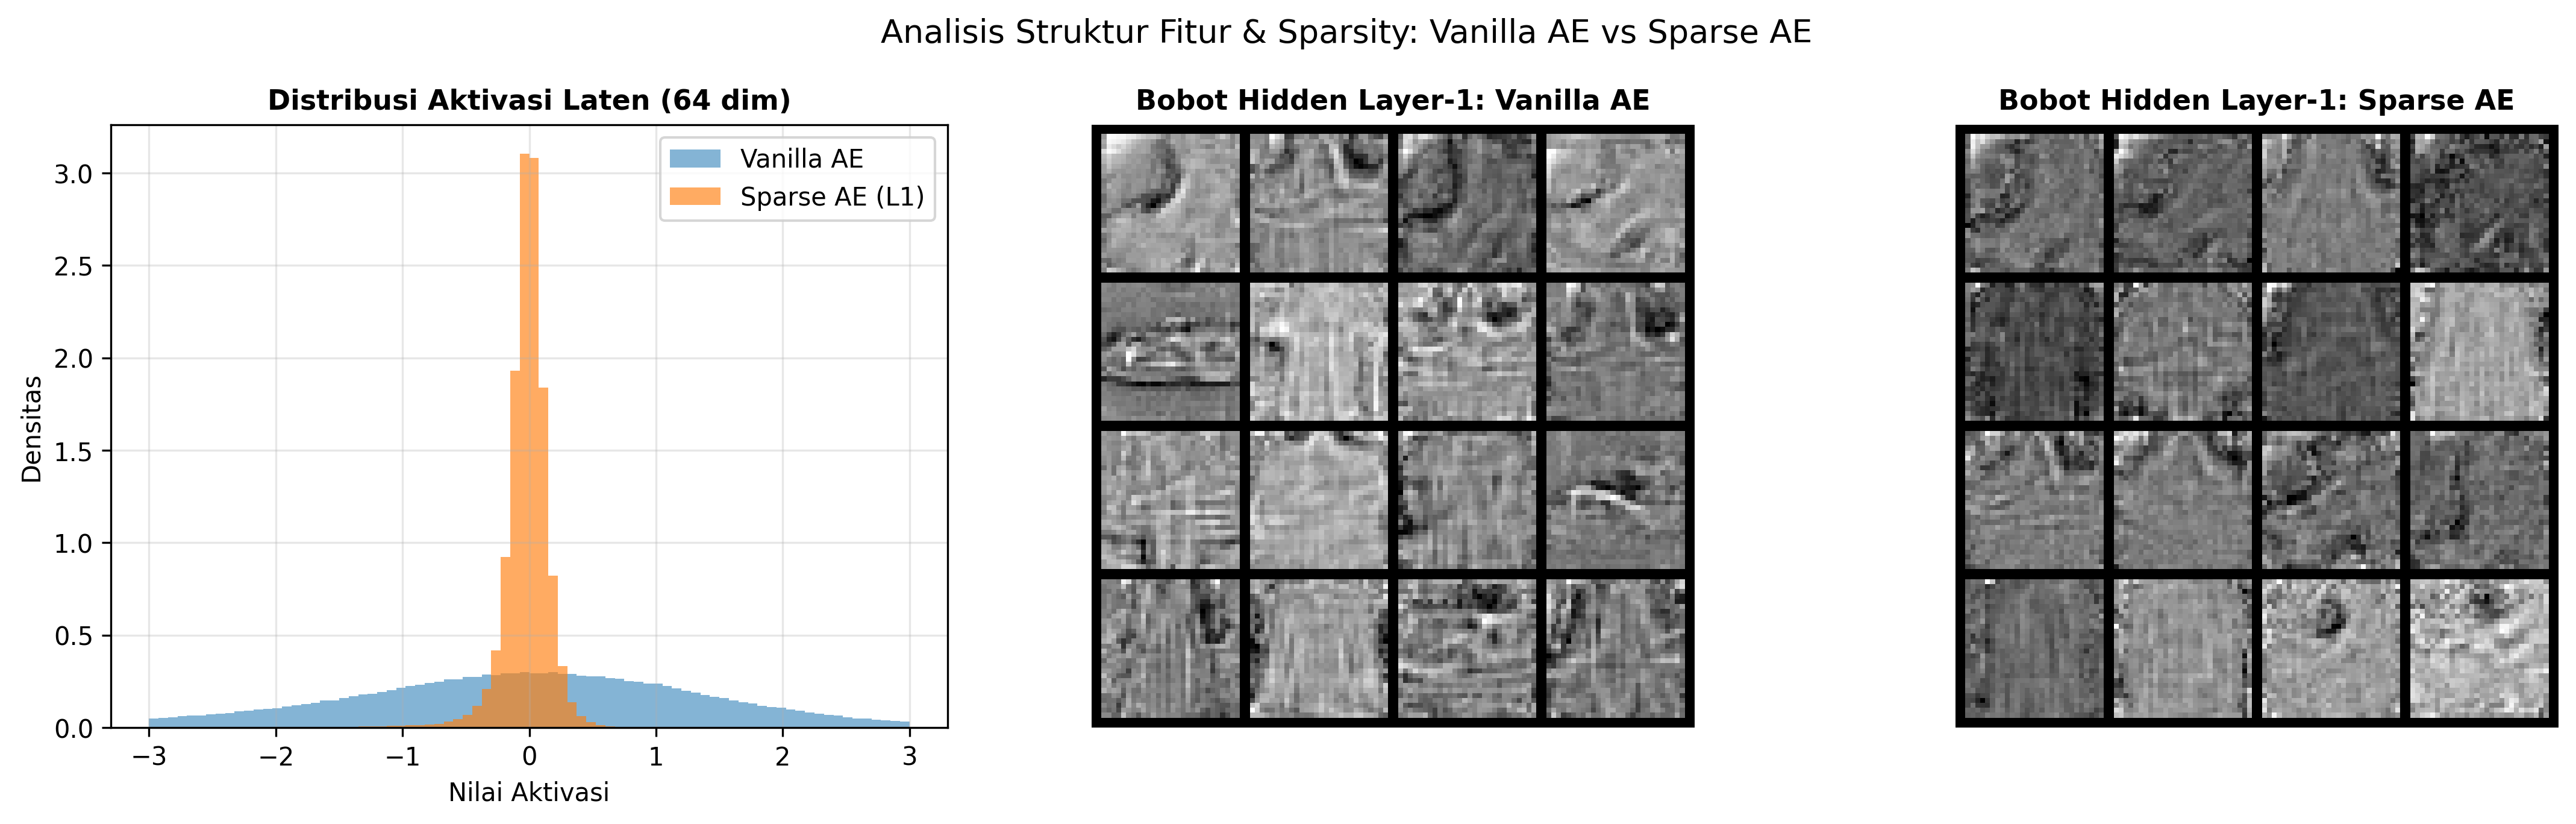 Analisis Struktur Fitur & Sparsity: Vanilla AE vs Sparse AE
Distribusi Aktivasi Laten (64 dim)
Vanilla AE
Sparse AE (L1)
Densitas
3.0
2.5
2.0
1.5
1.0
0.5
0.0
−3 −2 −1 0 1 2 3
Nilai Aktivasi
Bobot Hidden Layer-1: Vanilla AE
Bobot Hidden Layer-1: Sparse AE